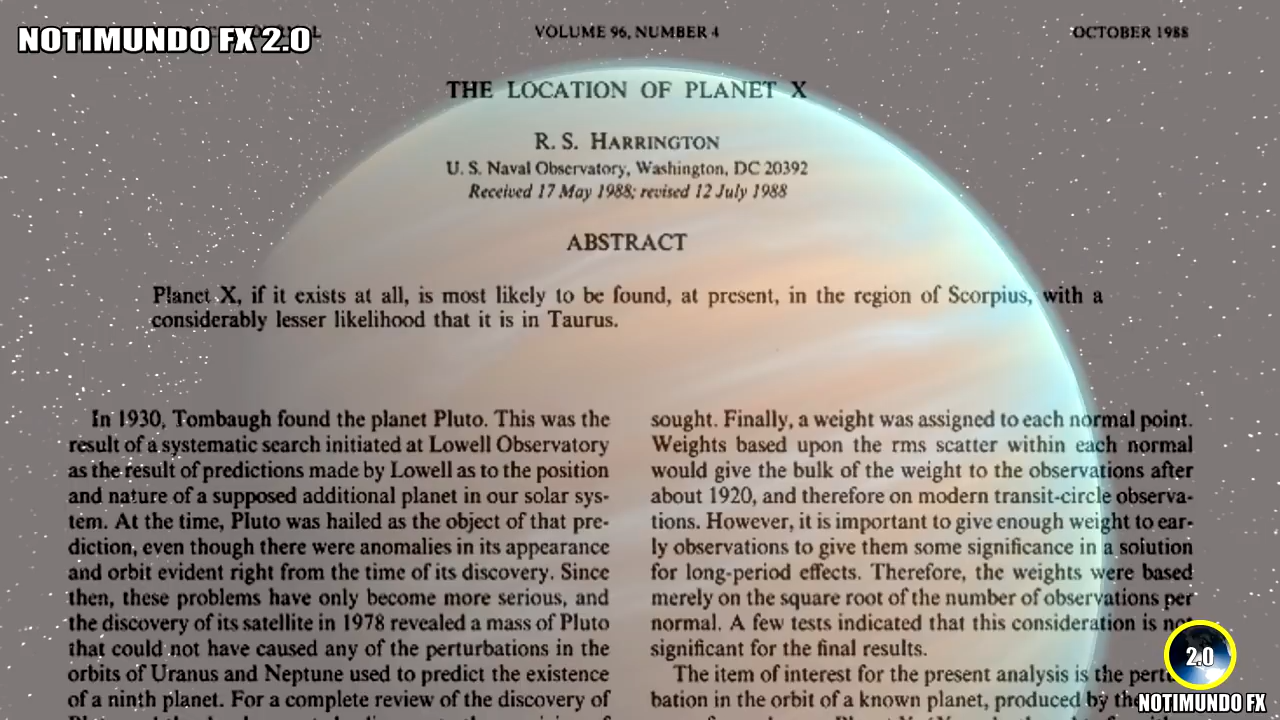 NOTIMUNDO FX 2.0
VOLUME 96, NUMBER 4
OCTOBER 1988
THE LOCATION OF PLANET X
R. S. HARRINGTON
U. S. Naval Observatory, Washington, DC 20392
Received 17 May 1988; revised 12 July 1988
ABSTRACT
Planet X, if it exists at all, is most likely to be found, at present, in the region of Scorpius, with a
considerably lesser likelihood that it is in Taurus.
In 1930, Tombaugh found the planet Pluto. This was the
result of a systematic search initiated at Lowell Observatory
as the result of predictions made by Lowell as to the position
and nature of a supposed additional planet in our solar sys-
tem. At the time, Pluto was hailed as the object of that pre-
diction, even though there were anomalies in its appearance
and orbit evident right from the time of its discovery. Since
then, these problems have only become more serious, and
the discovery of its satellite in 1978 revealed a mass of Pluto
that could not have caused any of the perturbations in the
orbits of Uranus and Neptune used to predict the existence
of a ninth planet. For a complete review of the discovery of
sought. Finally, a weight was assigned to each normal point.
Weights based upon the rms scatter within each normal
would give the bulk of the weight to the observations after
about 1920, and therefore on modern transit-circle observa-
tions. However, it is important to give enough weight to ear-
ly observations to give them some significance in a solution
for long-period effects. Therefore, the weights were based
merely on the square root of the number of observations per
normal. A few tests indicated that this consideration is not
significant for the final results.
The item of interest for the present analysis is the pertu
bation in the orbit of a known planet, produced by the
2.0
NOTIMUNDO FX